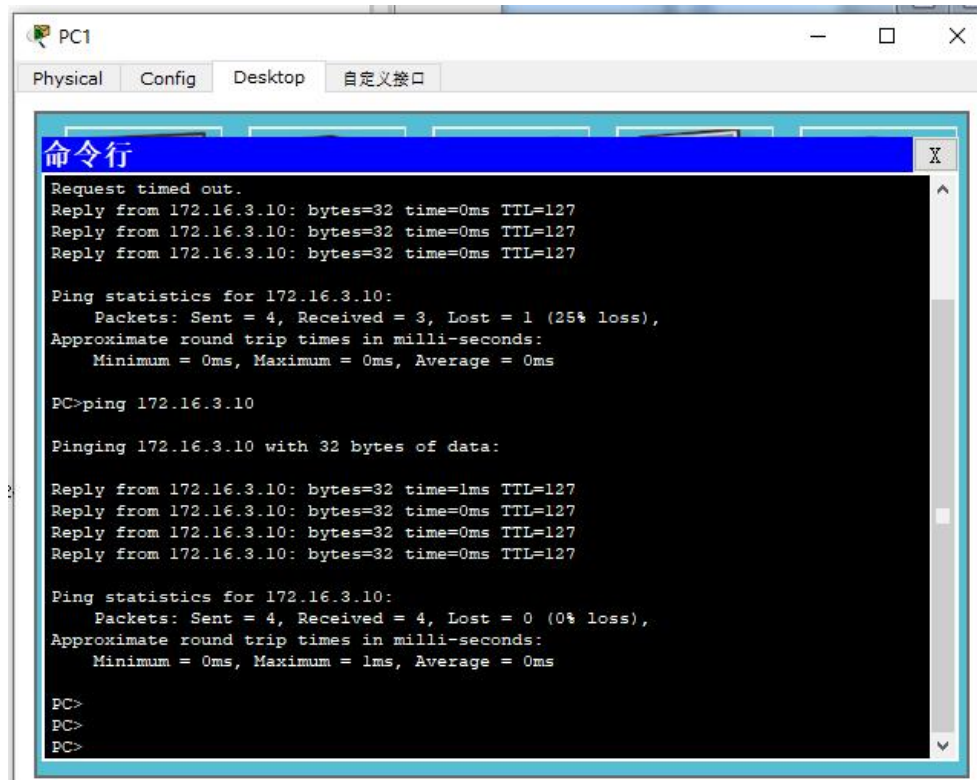 PC1
Physical Config Desktop 自定义接口
命令行
X
Request timed out.
Reply from 172.16.3.10: bytes=32 time=0ms TTL=127
Reply from 172.16.3.10: bytes=32 time=0ms TTL=127
Reply from 172.16.3.10: bytes=32 time=0ms TTL=127
Ping statistics for 172.16.3.10:
Packets: Sent = 4, Received = 3, Lost = 1 (25% loss),
Approximate round trip times in milli-seconds:
Minimum = 0ms, Maximum = 0ms, Average = 0ms
PC>ping 172.16.3.10
Pinging 172.16.3.10 with 32 bytes of data:
Reply from 172.16.3.10: bytes=32 time=1ms TTL=127
Reply from 172.16.3.10: bytes=32 time=0ms TTL=127
Reply from 172.16.3.10: bytes=32 time=0ms TTL=127
Reply from 172.16.3.10: bytes=32 time=0ms TTL=127
Ping statistics for 172.16.3.10:
Packets: Sent = 4, Received = 4, Lost = 0 (0% loss),
Approximate round trip times in milli-seconds:
Minimum = 0ms, Maximum = 1ms, Average = 0ms
PC>
PC>
PC>